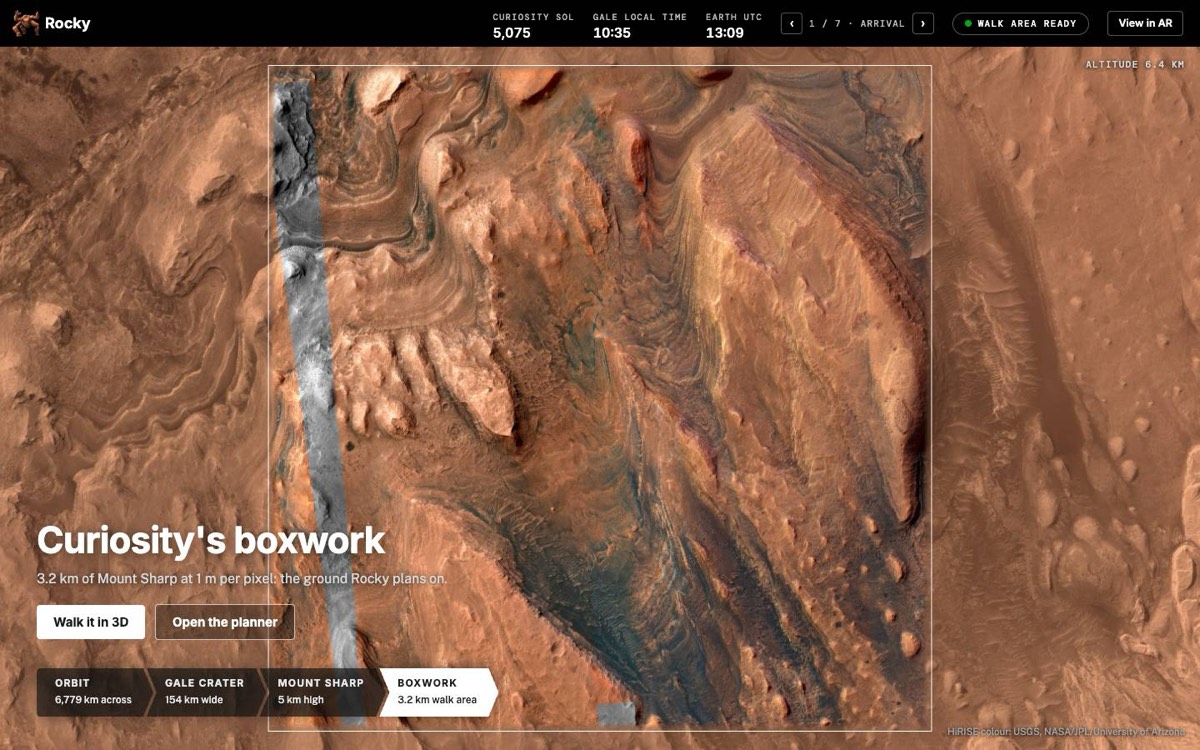 Rocky
CURIOSITY SOL
5,075
GALE LOCAL TIME
10:35
EARTH UTC
13:09
‹ 1 / 7 · ARRIVAL ›
WALK AREA READY
View in AR
ALTITUDE 6.4 KM
Curiosity's boxwork
3.2 km of Mount Sharp at 1 m per pixel: the ground Rocky plans on.
Walk it in 3D
Open the planner
ORBIT
6,779 km across
GALE CRATER
154 km wide
MOUNT SHARP
5 km high
BOXWORK
3.2 km walk area
HiRISE colour: USGS, NASA/JPL/University of Arizona